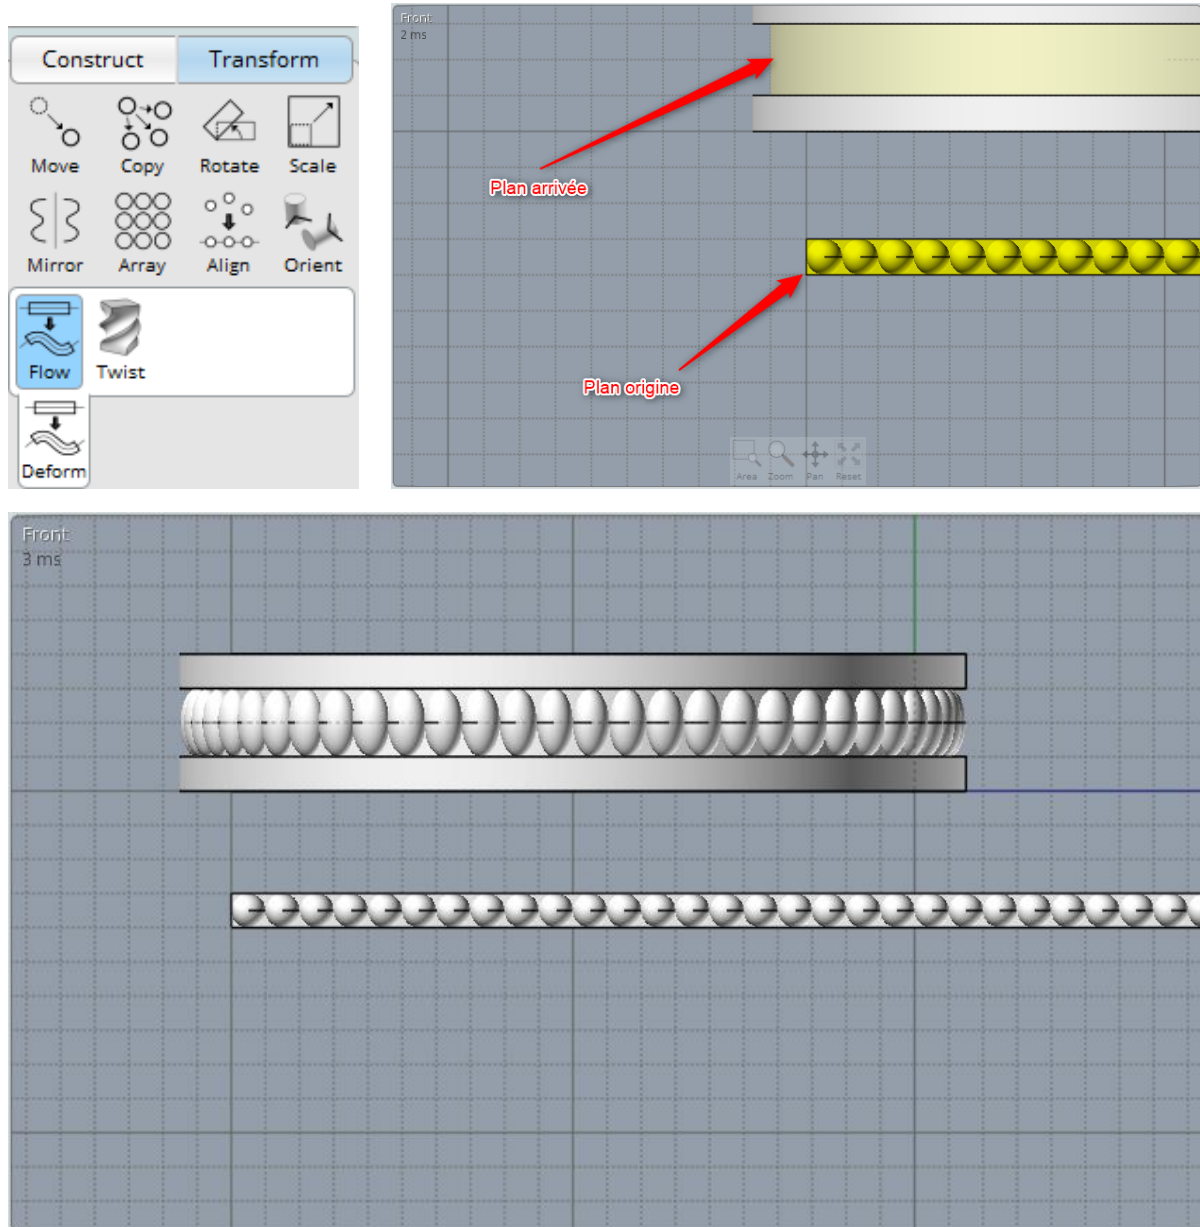 Construct Transform
Move Copy Rotate Scale
Mirror Array Align Orient
Flow Twist
Deform
Front
2 ms
Plan arrivée
Plan origine
Area Zoom Pan Reset
Front
3 ms